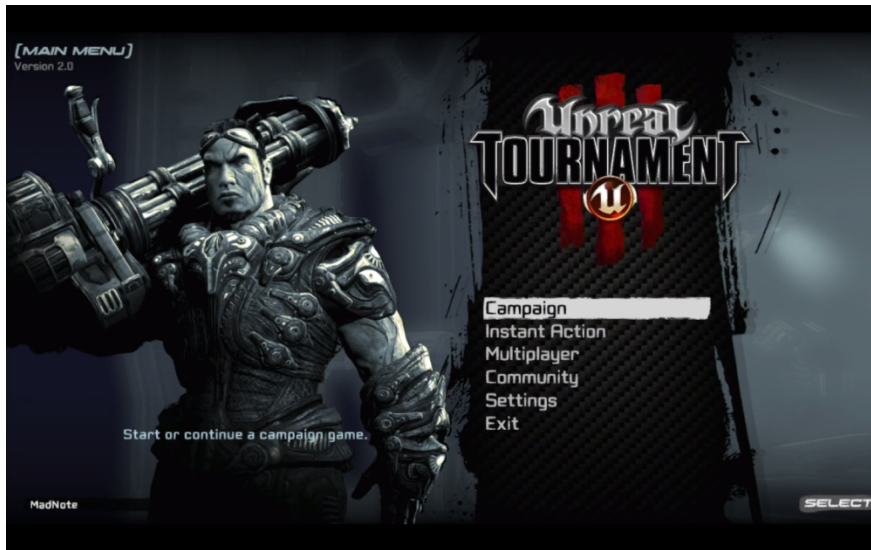 [MAIN MENU]
Version 2.0
Unreal
TOURNAMENT
Campaign
Instant Action
Multiplayer
Community
Settings
Exit
Start or continue a campaign game.
MadNote
SELECT